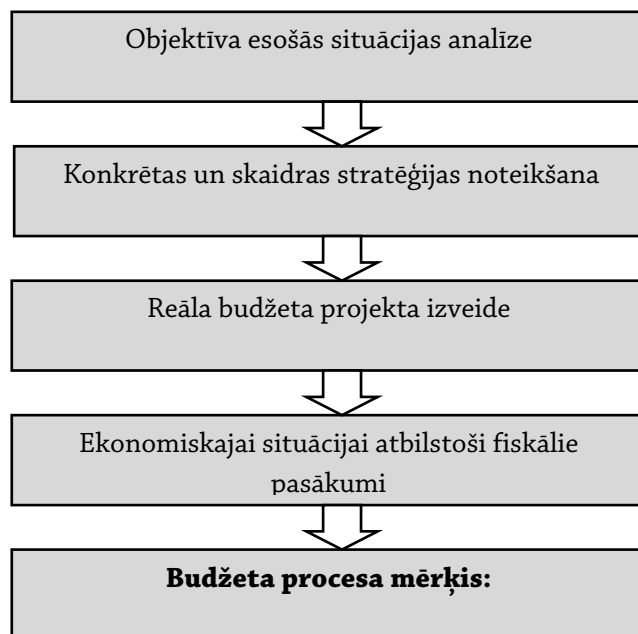 Objektīva esošās situācijas analīze
Konkrētas un skaidras stratēģijas noteikšana
Reāla budžeta projekta izveide
Ekonomiskajai situācijai atbilstoši fiskālie
pasākumi
Budžeta procesa mērķis: